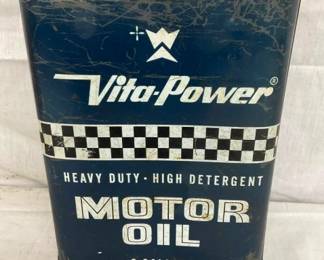 Vita-Power®
HEAVY DUTY · HIGH DETERGENT
MOTOR
OIL